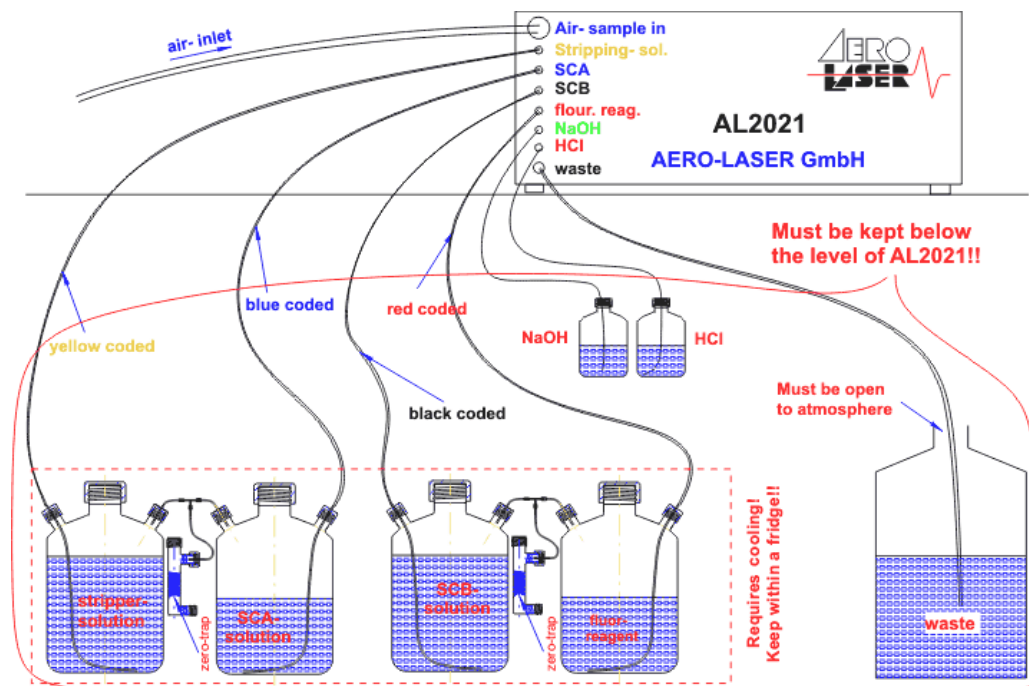 air- inlet
Air- sample in
Stripping- sol.
SCA
SCB
flour. reag.
NaOH
HCl
waste
AERO
LASER
AL2021
AERO-LASER GmbH
Must be kept below
the level of AL2021!!
yellow coded
blue coded
red coded
black coded
NaOH
HCl
Must be open
to atmosphere
stripper-
solution
zero-trap
SCA-
solution
SCB-
solution
zero-trap
fluor-
reagent
Requires cooling!
Keep within a fridge!!
waste